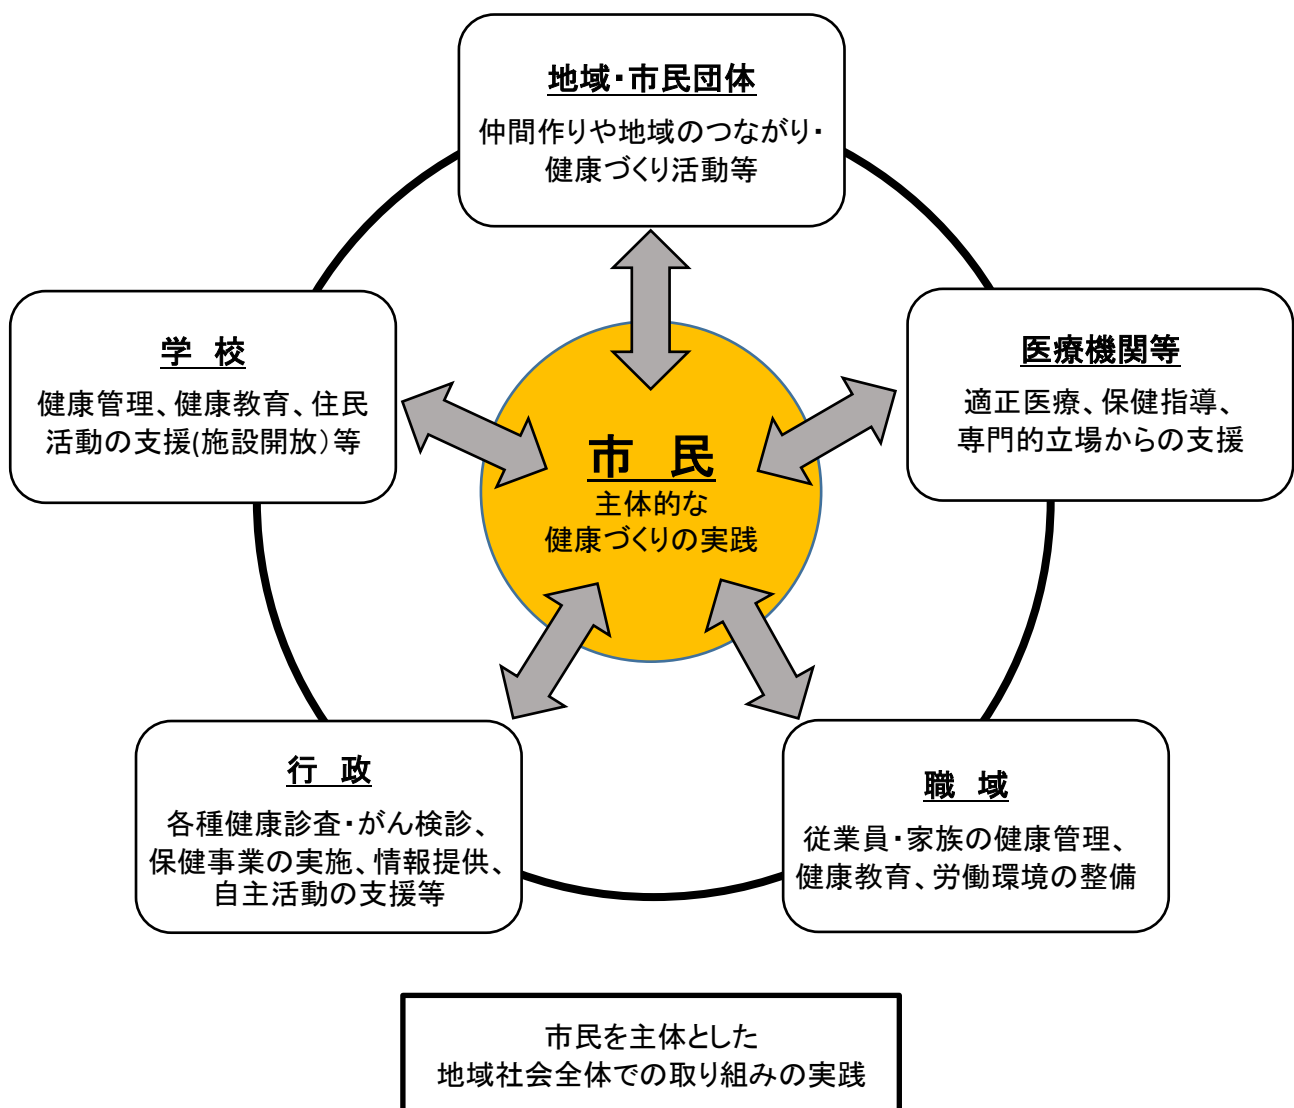 地域・市民団体
仲間作りや地域のつながり・
健康づくり活動等
学　校
健康管理、健康教育、住民
活動の支援(施設開放）等
医療機関等
適正医療、保健指導、
専門的立場からの支援
市　民
主体的な
健康づくりの実践
行　政
各種健康診査・がん検診、
保健事業の実施、情報提供、
自主活動の支援等
職　域
従業員・家族の健康管理、
健康教育、労働環境の整備
市民を主体とした
地域社会全体での取り組みの実践